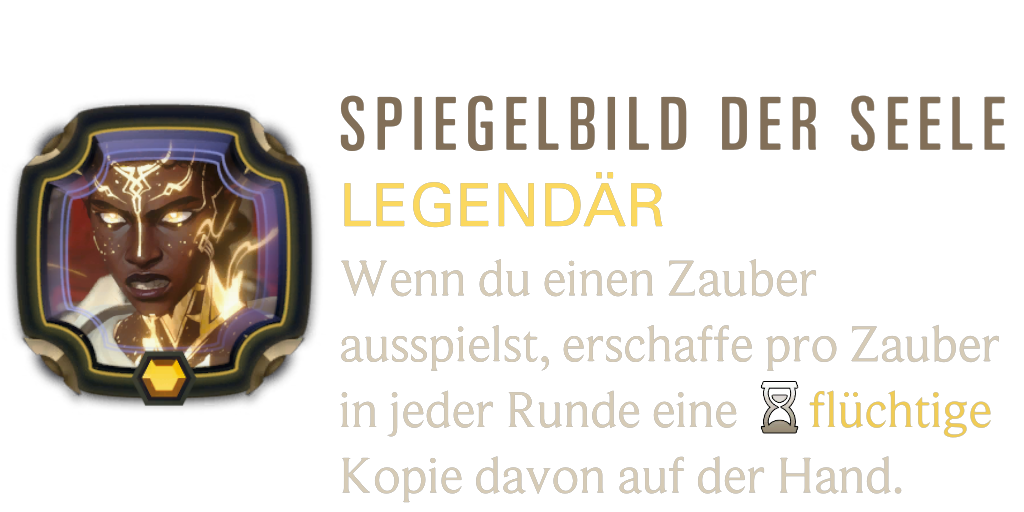 SPIEGELBILD DER SEELE
LEGENDÄR
Wenn du einen Zauber
ausspielst, erschaffe pro Zauber
in jeder Runde eine flüchtige
Kopie davon auf der Hand.